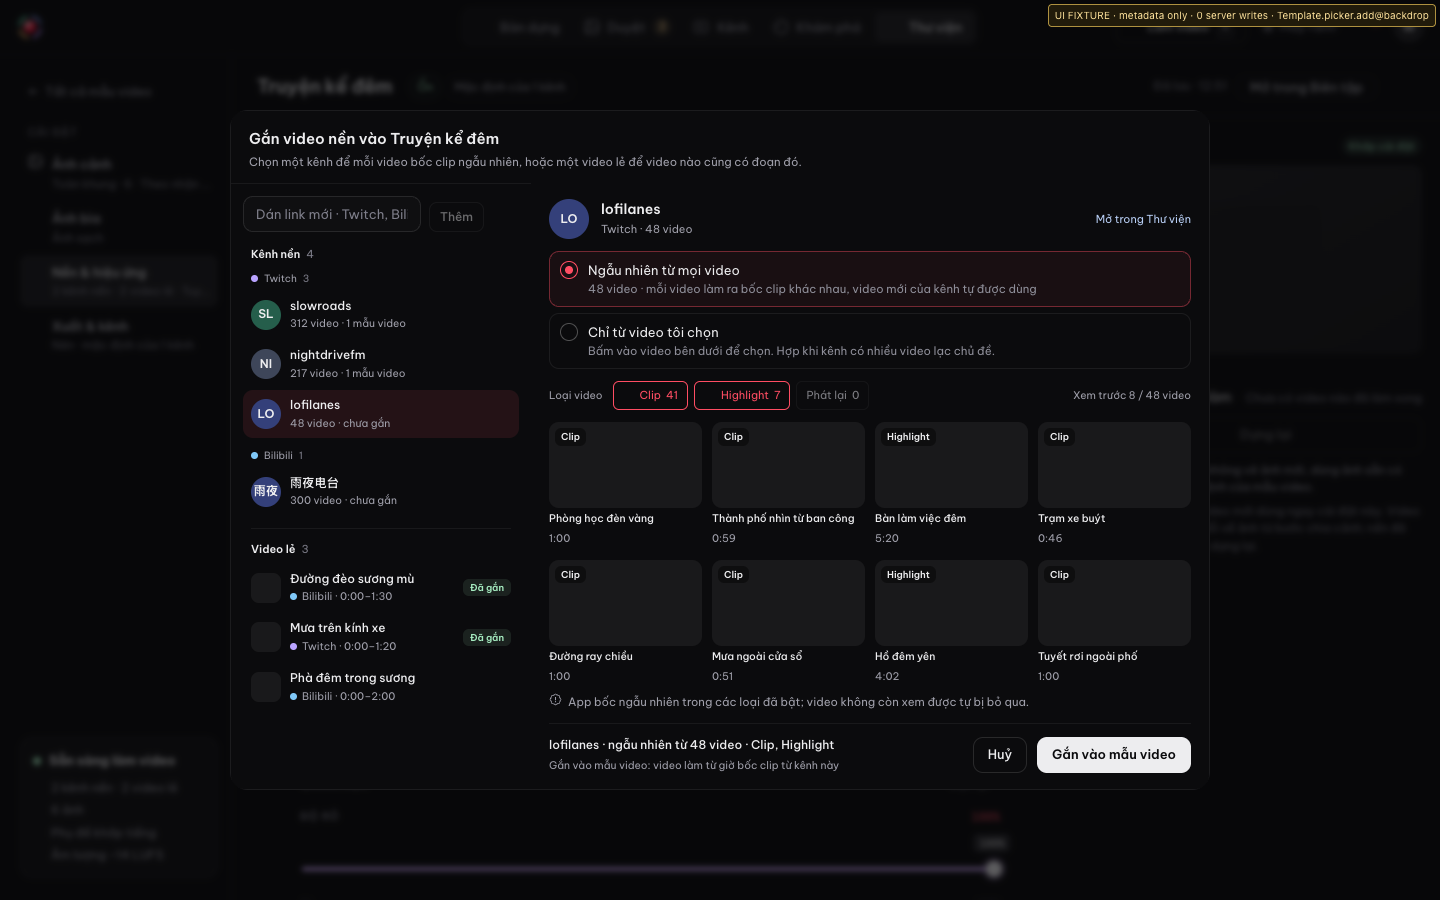 UI FIXTURE · metadata only · 0 server writes · Template.picker.add@backdrop
Truyện kể đêm
Gắn video nền vào Truyện kể đêm
Chọn một kênh để mỗi video bốc clip ngẫu nhiên, hoặc một video lẻ để video nào cũng có đoạn đó.
Dán link mới · Twitch, Bil
Thêm
Kênh nền 4
Twitch 3
SL
slowroads
312 video · 1 mẫu video
NI
nightdrivefm
217 video · 1 mẫu video
LO
lofilanes
48 video · chưa gắn
Bilibili 1
雨夜
雨夜电台
300 video · chưa gắn
Video lẻ 3
Đường đèo sương mù
Bilibili · 0:00–1:30
Đã gắn
Mưa trên kính xe
Twitch · 0:00–1:20
Đã gắn
Phà đêm trong sương
Bilibili · 0:00–2:00
LO
lofilanes
Twitch · 48 video
Mở trong Thư viện
Ngẫu nhiên từ mọi video
48 video · mỗi video làm ra bốc clip khác nhau, video mới của kênh tự được dùng
Chỉ từ video tôi chọn
Bấm vào video bên dưới để chọn. Hợp khi kênh có nhiều video lạc chủ đề.
Loại video
Clip 41
Highlight 7
Phát lại 0
Xem trước 8 / 48 video
Clip
Clip
Highlight
Clip
Phòng học đèn vàng
Thành phố nhìn từ ban công
Bàn làm việc đêm
Trạm xe buýt
1:00
0:59
5:20
0:46
Clip
Clip
Highlight
Clip
Đường ray chiều
Mưa ngoài cửa sổ
Hồ đêm yên
Tuyết rơi ngoài phố
1:00
0:51
4:02
1:00
App bốc ngẫu nhiên trong các loại đã bật; video không còn xem được tự bị bỏ qua.
lofilanes · ngẫu nhiên từ 48 video · Clip, Highlight
Gắn vào mẫu video: video làm từ giờ bốc clip từ kênh này
Huỷ
Gắn vào mẫu video